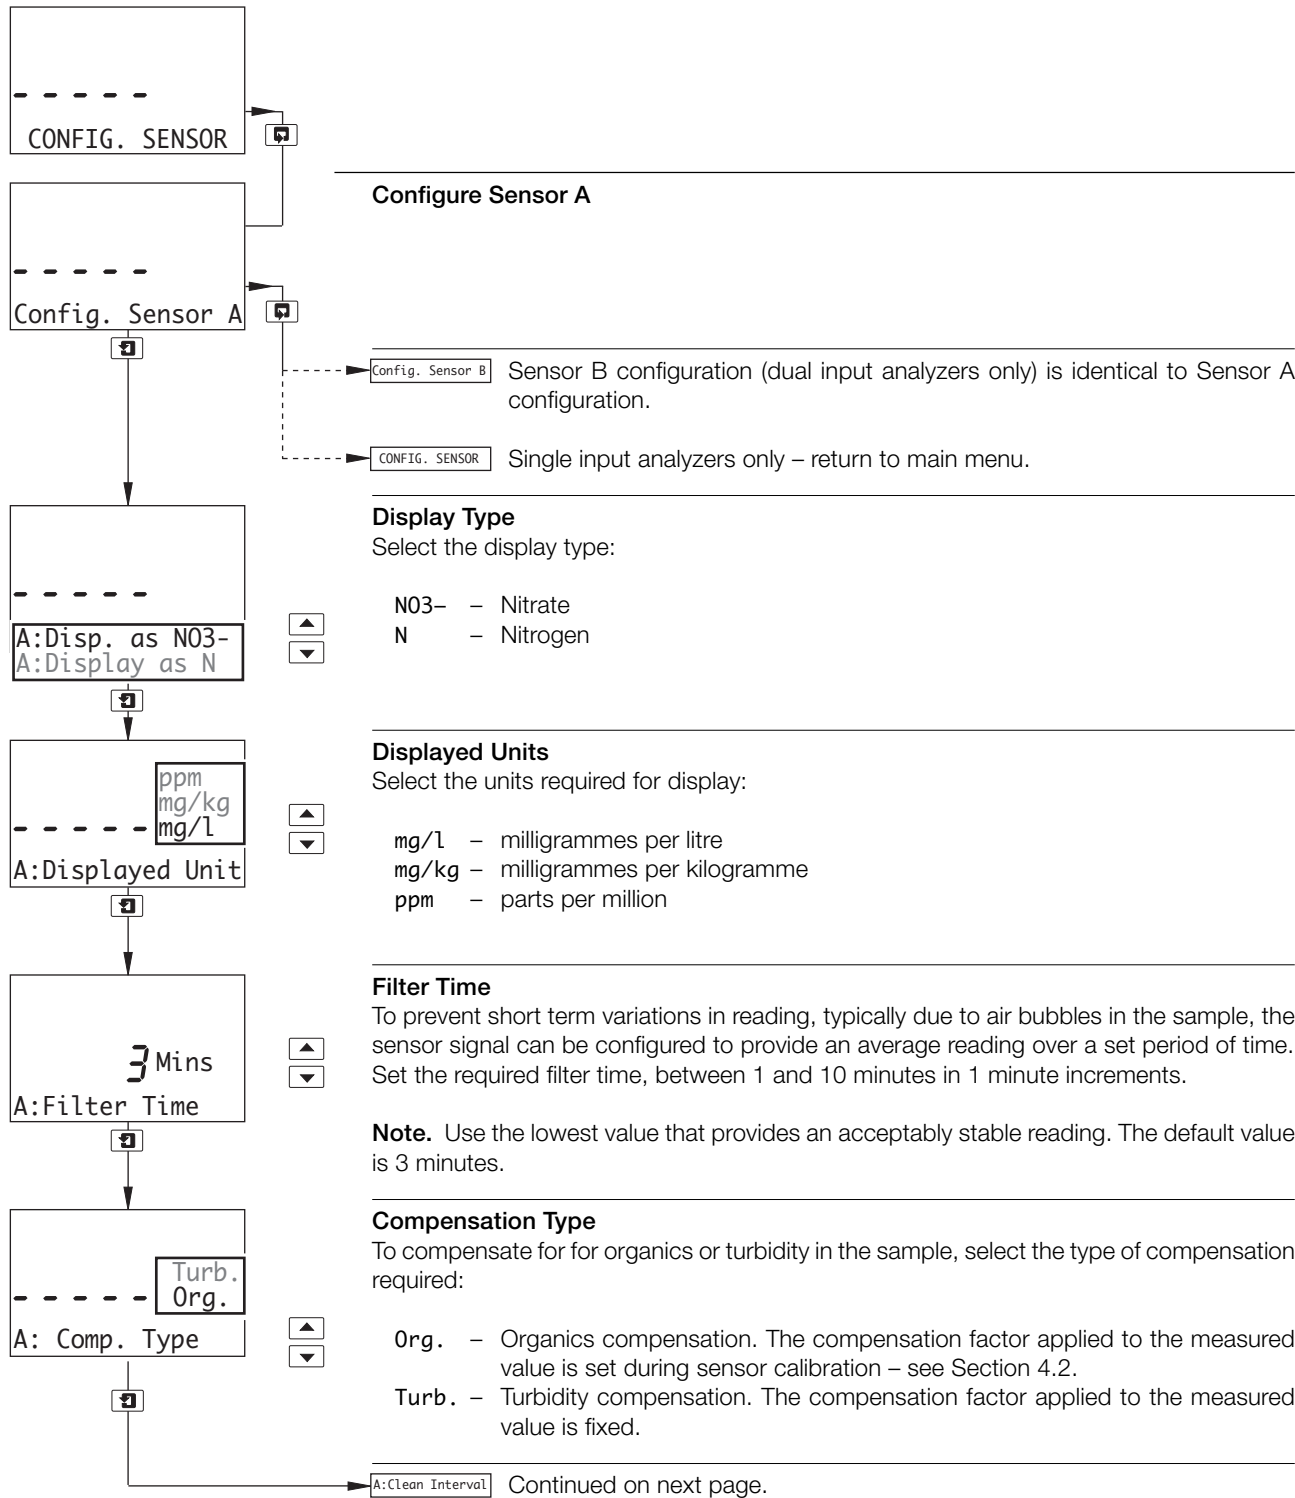 - - - - -
CONFIG. SENSOR
Configure Sensor A
- - - - -
Config. Sensor A
Config. Sensor B
Sensor B configuration (dual input analyzers only) is identical to Sensor A
configuration.
CONFIG. SENSOR
Single input analyzers only – return to main menu.
Display Type
Select the display type:
- - - - -
NO3– – Nitrate
N – Nitrogen
A:Disp. as NO3-
A:Display as N
Displayed Units
Select the units required for display:
ppm
mg/kg
- - - - - mg/l
A:Displayed Unit
mg/l – milligrammes per litre
mg/kg – milligrammes per kilogramme
ppm – parts per million
Filter Time
To prevent short term variations in reading, typically due to air bubbles in the sample, the
sensor signal can be configured to provide an average reading over a set period of time.
Set the required filter time, between 1 and 10 minutes in 1 minute increments.
3 Mins
A:Filter Time
Note. Use the lowest value that provides an acceptably stable reading. The default value
is 3 minutes.
Compensation Type
To compensate for for organics or turbidity in the sample, select the type of compensation
required:
Turb.
- - - - - Org.
A: Comp. Type
Org. – Organics compensation. The compensation factor applied to the measured
value is set during sensor calibration – see Section 4.2.
Turb. – Turbidity compensation. The compensation factor applied to the measured
value is fixed.
A:Clean Interval
Continued on next page.